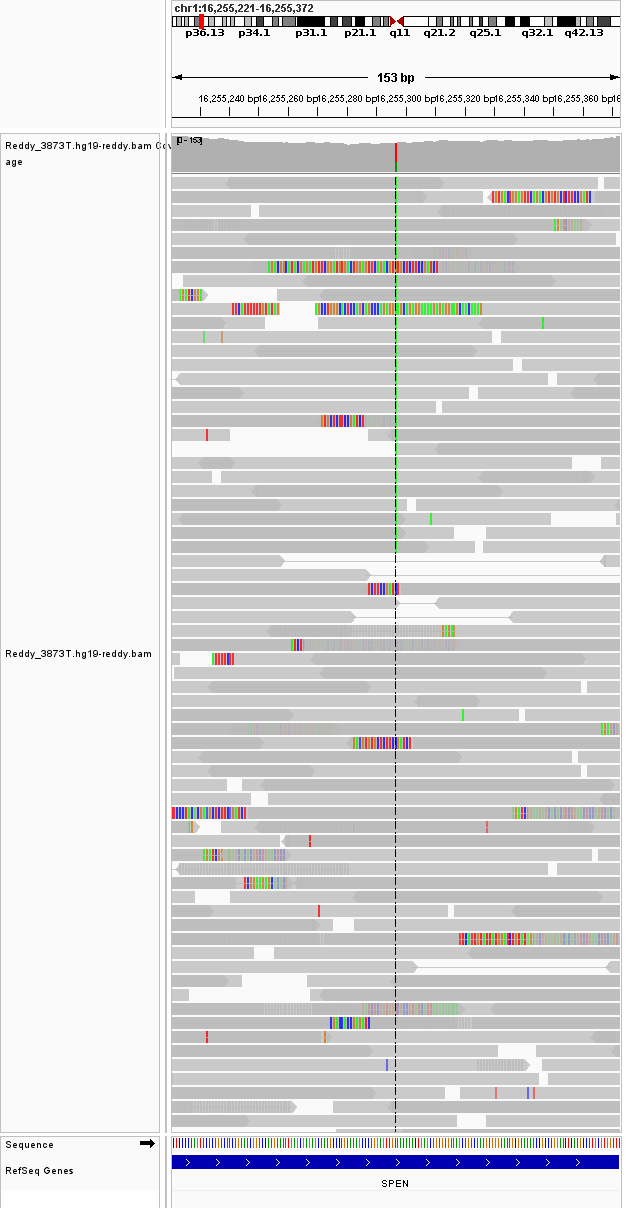 chr1:16,255,221-16,255,372
p36.13 p34.1 p31.1 p21.1 q11 q21.2 q25.1 q32.1 q42.13
153 bp
16,255,240 bp 16,255,260 bp 16,255,280 bp 16,255,300 bp 16,255,320 bp 16,255,340 bp 16,255,360 bp
Reddy_3873T.hg19-reddy.bam Cov
age
[0 - 153]
Reddy_3873T.hg19-reddy.bam
Sequence
RefSeq Genes
SPEN